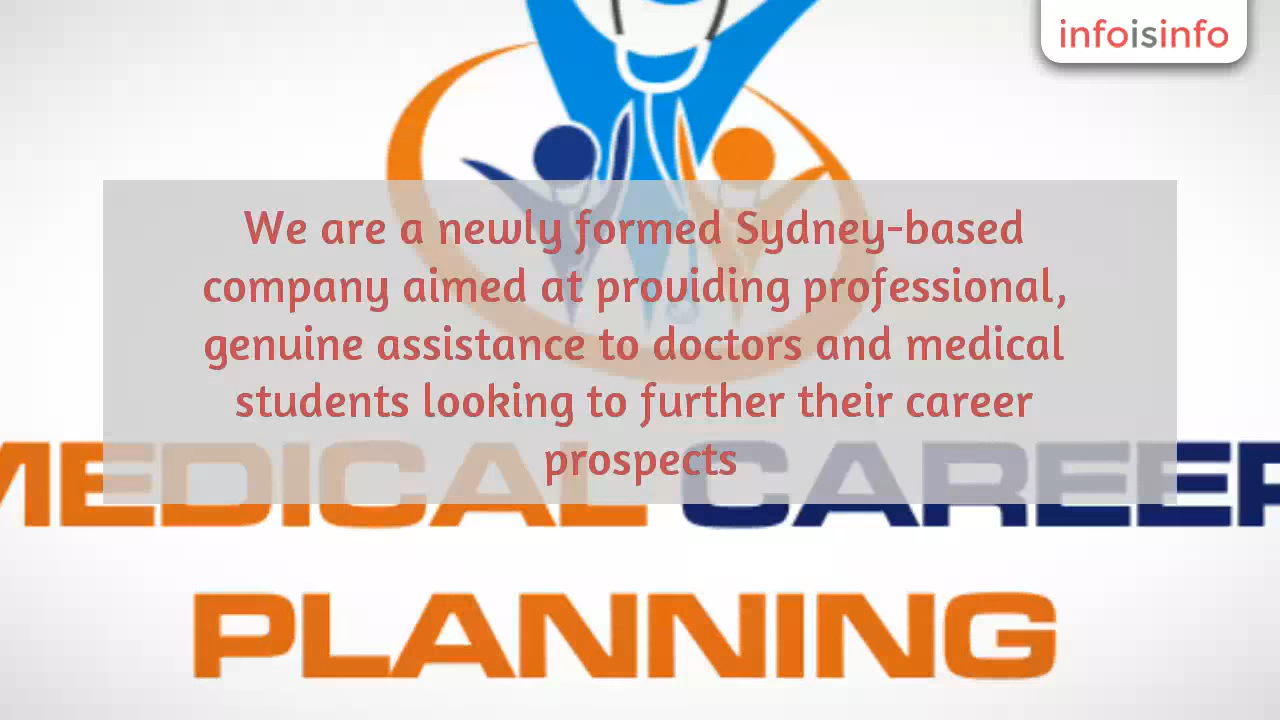 infoisinfo
We are a newly formed Sydney-based
company aimed at providing professional,
genuine assistance to doctors and medical
students looking to further their career
prospects
MEDICAL CAREER
PLANNING